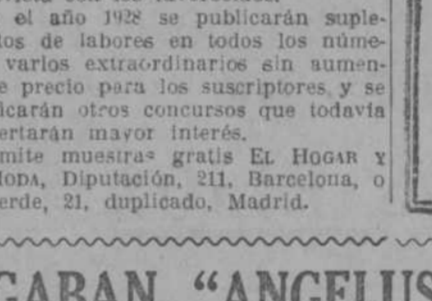 el año 1928 se publicarán suple-
tos de labores en todos los núme-
varios extraordinarios sin aumen-
e precio para los suscriptores y se
icarán otros concursos que todavía
ertarán mayor interés.
mite muestras gratis EL HOGAR Y
MODA, Diputación, 211, Barcelona, o
erde, 21, duplicado, Madrid.
GABAN "ANGELUS